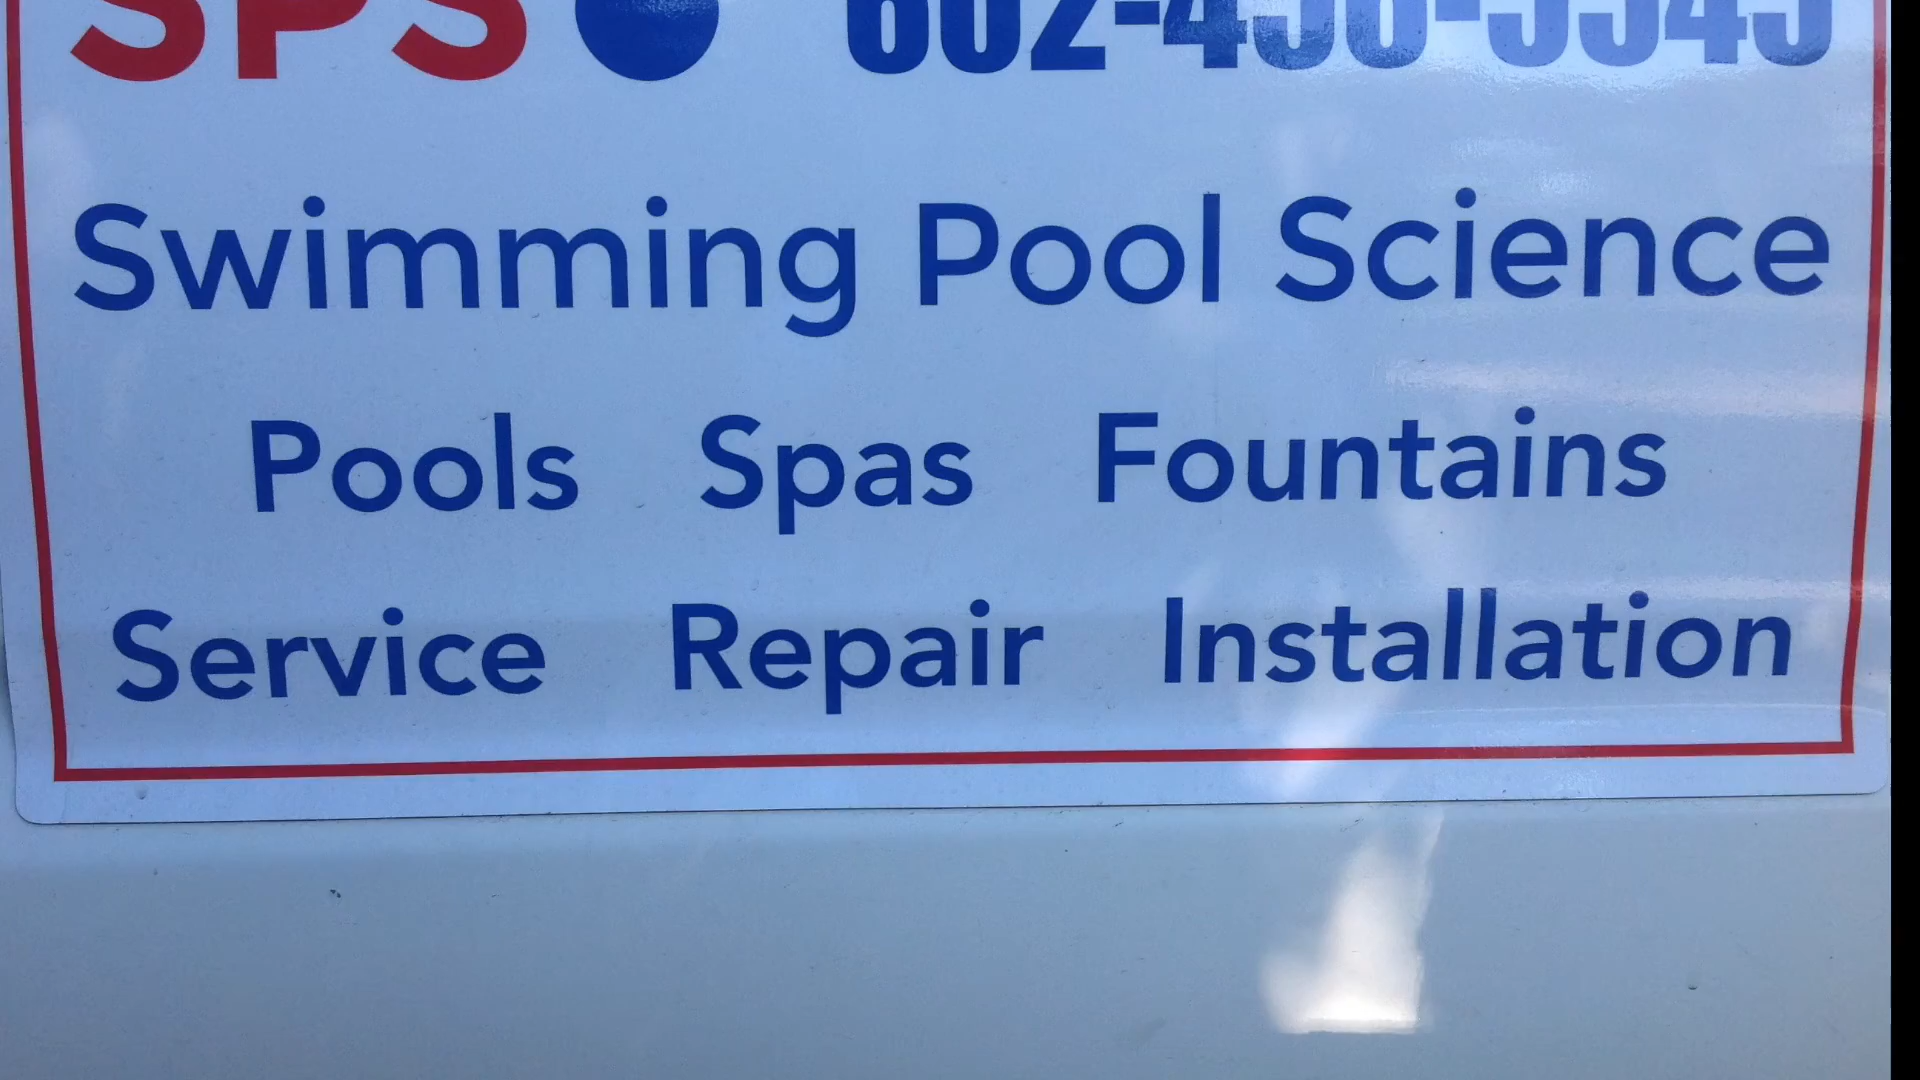 SPS
Swimming Pool Science
Pools Spas Fountains
Service Repair Installation